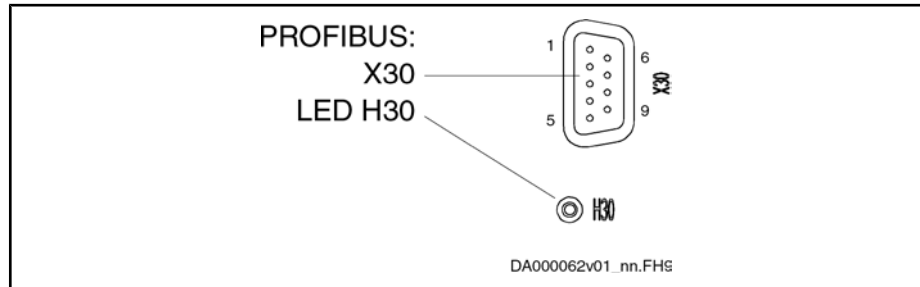 PROFIBUS:
X30
LED H30
1
6
5
9
X30
H30
DA000062v01_nn.FH9